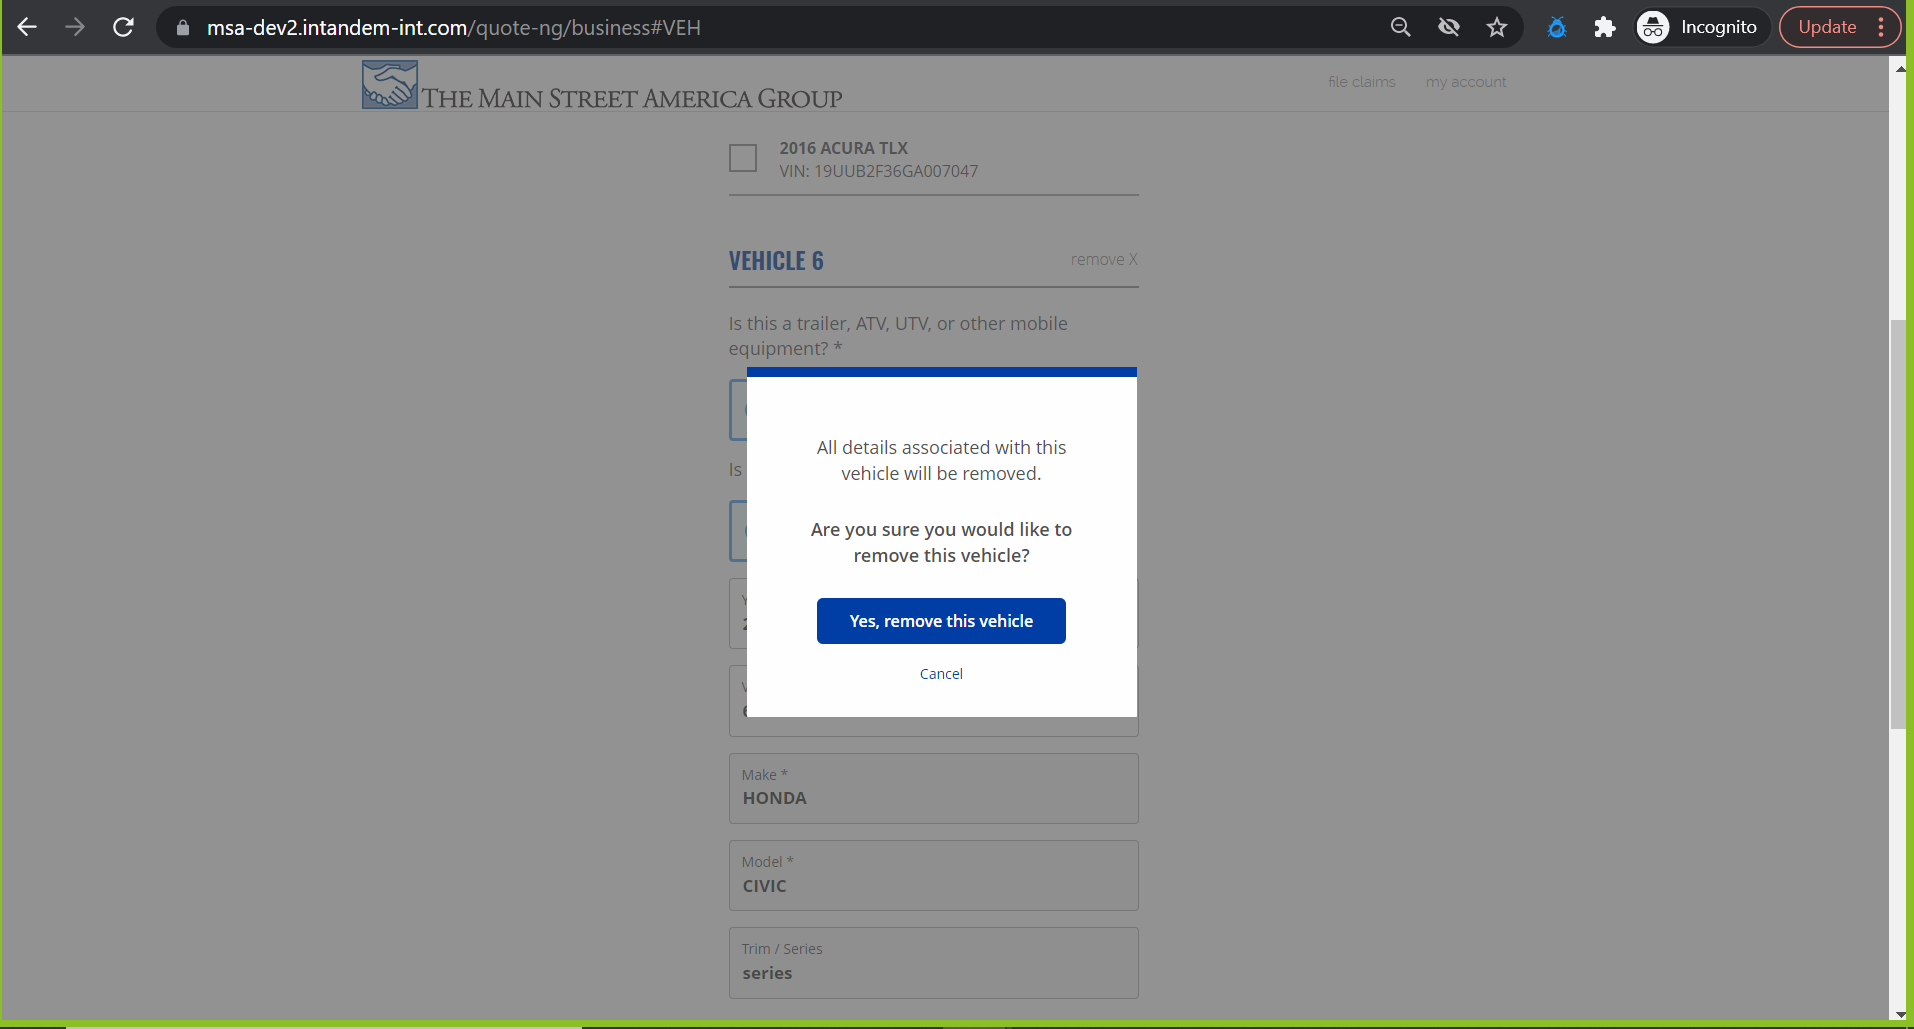 msa-dev2.intandem-int.com/quote-ng/business#VEH
Incognito
Update
THE MAIN STREET AMERICA GROUP
file claims
my account
2016 ACURA TLX
VIN: 19UUB2F36GA007047
VEHICLE 6
remove X
Is this a trailer, ATV, UTV, or other mobile
equipment? *
Is
All details associated with this
vehicle will be removed.
Are you sure you would like to
remove this vehicle?
Yes, remove this vehicle
Cancel
Make *
HONDA
Model *
CIVIC
Trim / Series
series